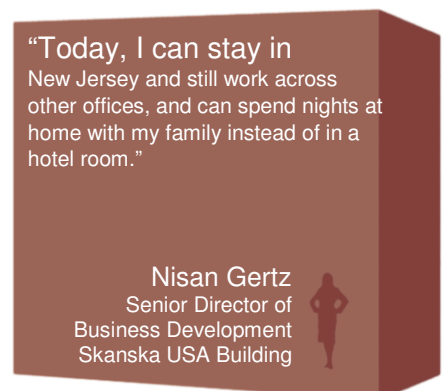 “Today, I can stay in
New Jersey and still work across
other offices, and can spend nights at
home with my family instead of in a
hotel room.”
Nisan Gertz
Senior Director of
Business Development
Skanska USA Building